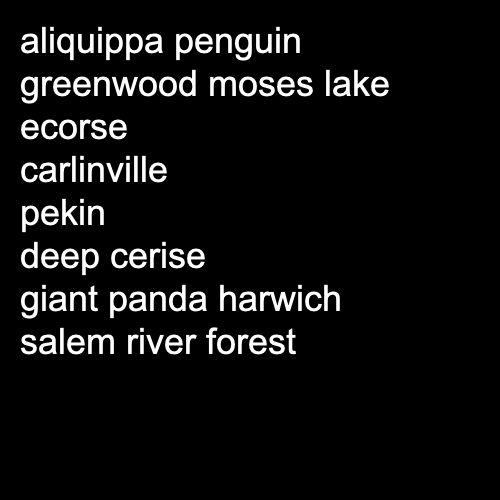 aliquippa penguin
greenwood moses lake
ecorse
carlinville
pekin
deep cerise
giant panda harwich
salem river forest